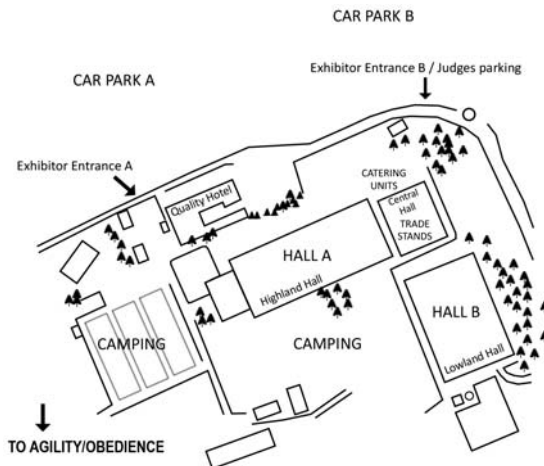 CAR PARK B
CAR PARK A
Exhibitor Entrance B / Judges parking
Exhibitor Entrance A
Quality Hotel
CATERING
UNITS
Central
Hall
TRADE
STANDS
HALL A
Highland Hall
HALL B
Lowland Hall
CAMPING
CAMPING
TO AGILITY/OBEDIENCE